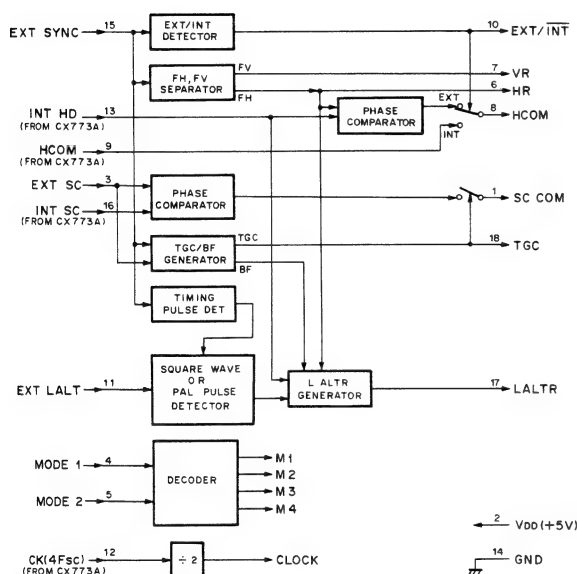 EXT SYNC 15
EXT/INT
DETECTOR
10 EXT/INT
FH, FV
SEPARATOR
FV
FH
7 VR
6 HR
INT HD 13
(FROM CX773A)
PHASE
COMPARATOR
EXT
INT
8 HCOM
HCOM 9
(FROM CX773A)
EXT SC 3
INT SC 16
(FROM CX773A)
PHASE
COMPARATOR
1 SC COM
TGC/BF
GENERATOR
TGC
BF
18 TGC
TIMING
PULSE DET
EXT LALT 11
SQUARE WAVE
OR
PAL PULSE
DETECTOR
L ALTR
GENERATOR
17 LALTR
MODE 1 4
MODE 2 5
DECODER
M1
M2
M3
M4
2 VDD(+5V)
CK(4Fsc) 12
(FROM CX773A)
÷2
CLOCK
14 GND